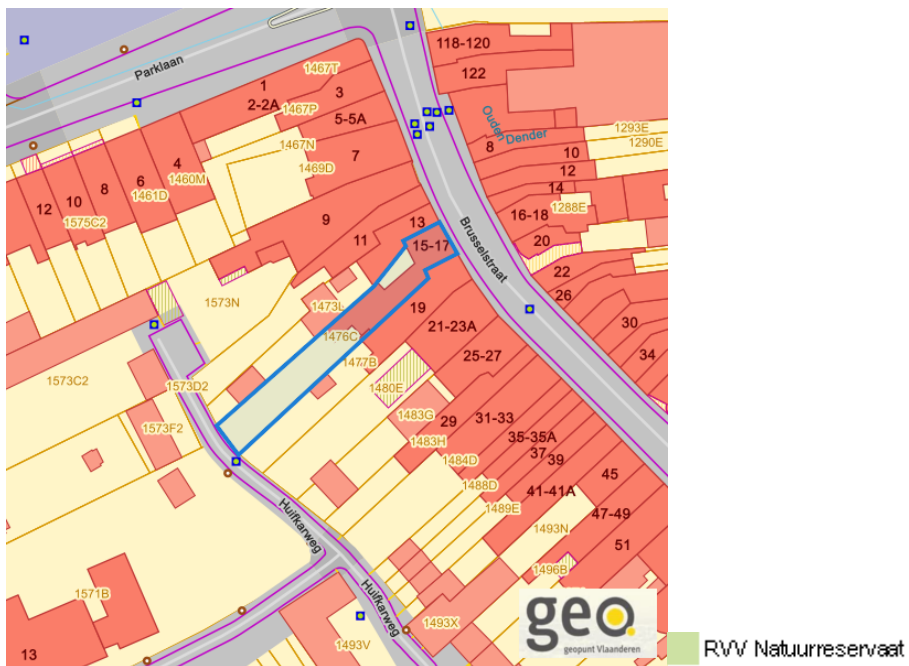 118-120
122
Parklaan
1467T
1
3
2-2A
1467P
5-5A
1467N
7
1469D
4
1460M
6
1461D
8
10
1575C2
12
Ouden Dender
8
10
12
14
1293E
1290E
1288E
16-18
20
22
26
30
34
Brusselstraat
9
11
13
15-17
1573N
1473L
1476C
19
1477B
21-23A
25-27
1480E
1573C2
1573D2
1573F2
1483G
29
31-33
1483H
35-35A
37
39
1484D
1488D
41-41A
45
1489E
47-49
1493N
51
1496B
Huifkarweg
Huifkarweg
1571B
13
1493V
1493X
geo
geopunt Vlaanderen
RVV Natuurreservaat